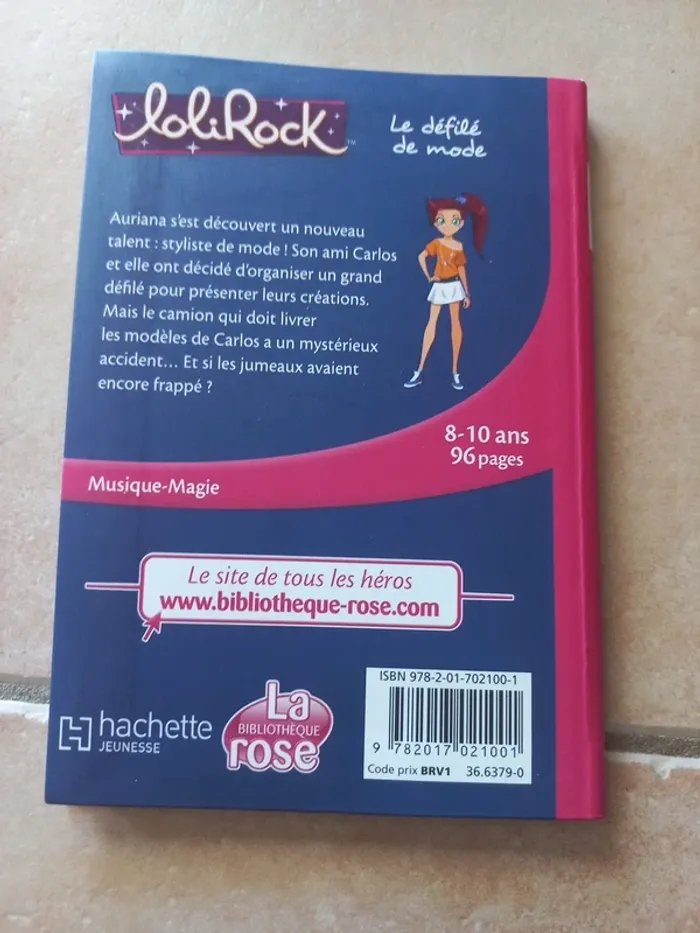 LoliRock™
Le défilé
de mode
Auriana s'est découvert un nouveau
talent : styliste de mode ! Son ami Carlos
et elle ont décidé d'organiser un grand
défilé pour présenter leurs créations.
Mais le camion qui doit livrer
les modèles de Carlos a un mystérieux
accident... Et si les jumeaux avaient
encore frappé ?
8-10 ans
96 pages
Musique-Magie
Le site de tous les héros
www.bibliotheque-rose.com
hachette
JEUNESSE
La
BIBLIOTHÈQUE
rose
ISBN 978-2-01-702100-1
9 782017 021001
Code prix BRV1 36.6379-0